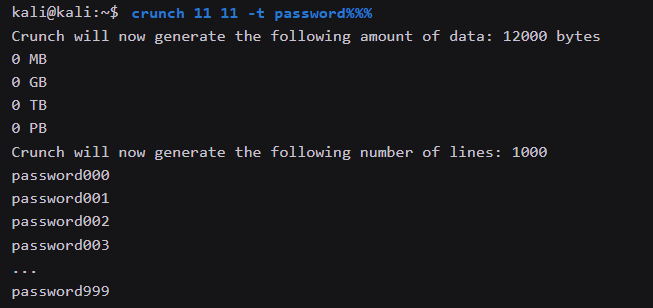 kali@kali:~$ crunch 11 11 -t password%%%
Crunch will now generate the following amount of data: 12000 bytes
0 MB
0 GB
0 TB
0 PB
Crunch will now generate the following number of lines: 1000
password000
password001
password002
password003
...
password999